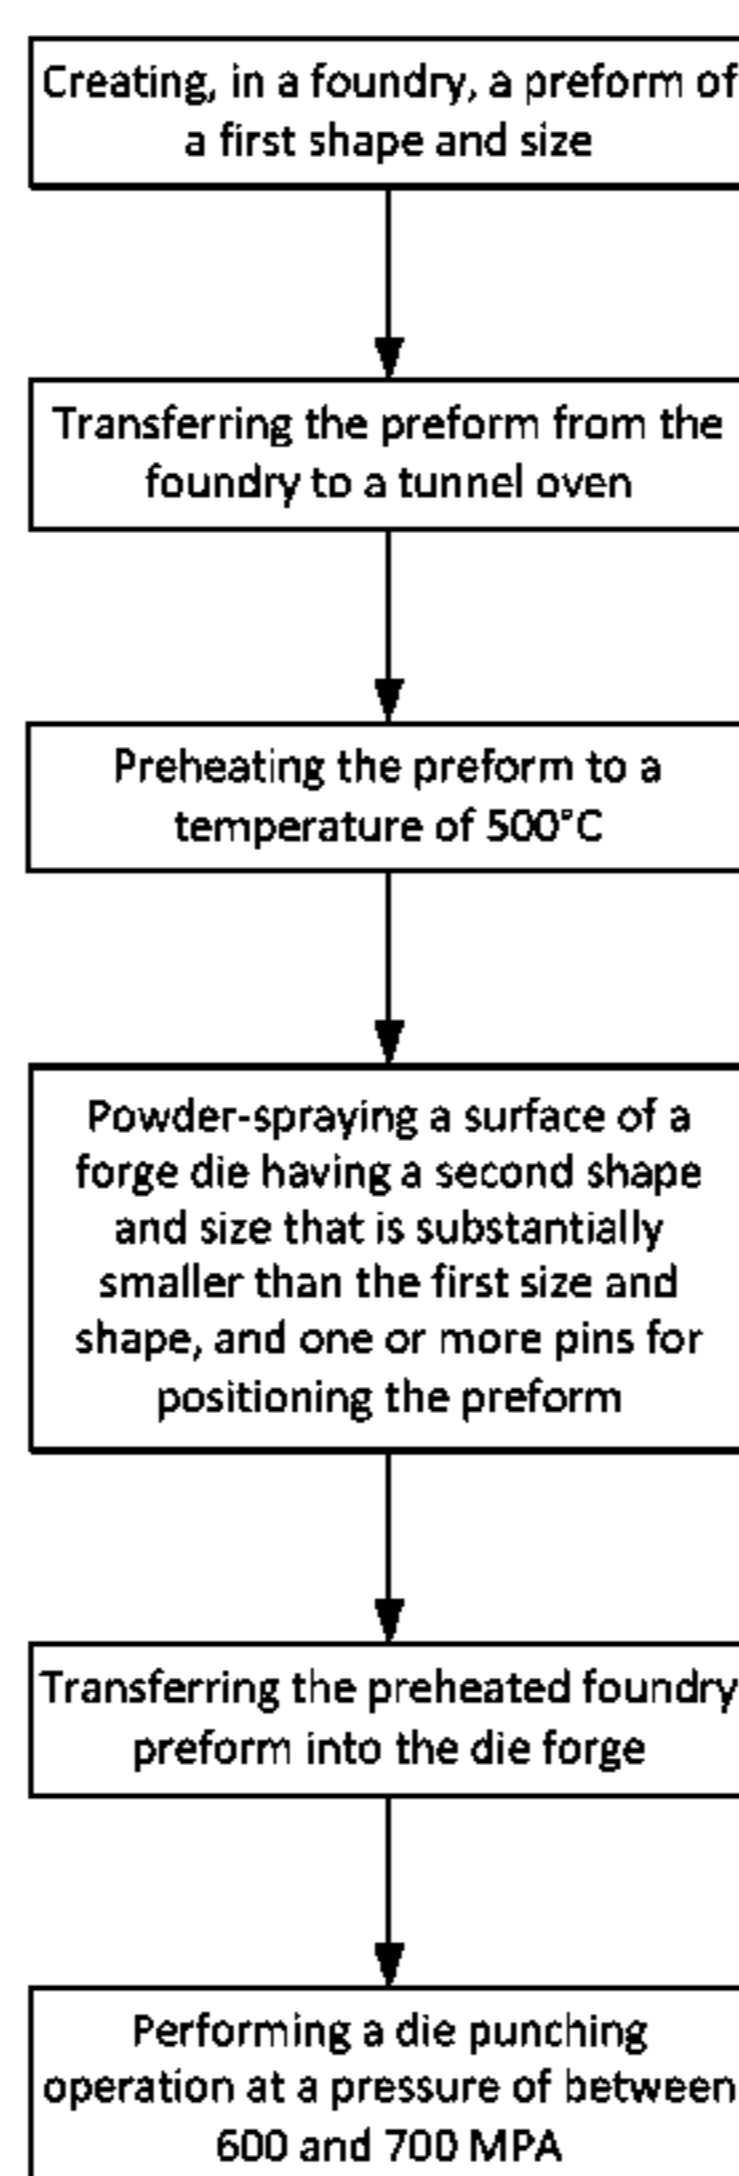 Creating, in a foundry, a preform of
a first shape and size
Transferring the preform from the
foundry to a tunnel oven
Preheating the preform to a
temperature of 500°C
Powder-spraying a surface of a
forge die having a second shape
and size that is substantially
smaller than the first size and
shape, and one or more pins for
positioning the preform
Transferring the preheated foundry
preform into the die forge
Performing a die punching
operation at a pressure of between
600 and 700 MPA